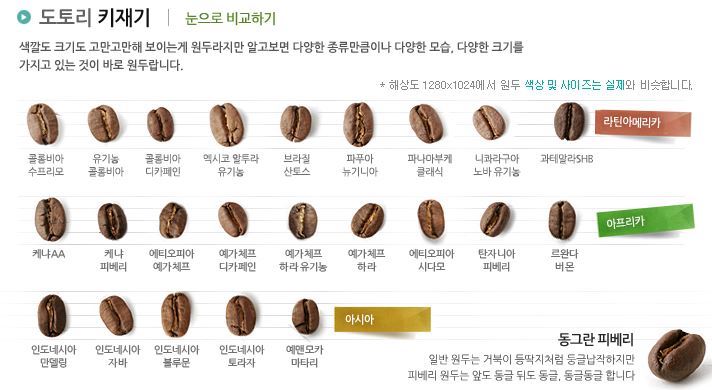 도토리 키재기 | 눈으로 비교하기
색깔도 크기도 고만고만해 보이는게 원두라지만 알고보면 다양한 종류만큼이나 다양한 모습, 다양한 크기를
가지고 있는 것이 바로 원두랍니다.
* 해상도 1280x1024에서 원두 색상 및 사이즈는 실제와 비슷합니다.
라틴아메리카
콜롬비아 유기농 콜롬비아 멕시코 알투라 브라질 파푸아 파나마부케 니콰라구아 과테말라SHB
수프리모 콜롬비아 디카페인 유기농 산토스 뉴기니아 클래식 노바 유기농
아프리카
케냐AA 케냐 에티오피아 예가체프 예가체프 예가체프 에티오피아 탄자니아 르완다
피베리 예가체프 디카페인 하라 유기농 하라 시다모 피베리 버몬
아시아
인도네시아 인도네시아 인도네시아 인도네시아 예맨모카
만델링 자바 블루문 토라자 마타리
동그란 피베리
일반 원두는 거북이 등딱지처럼 둥글납작하지만
피베리 원두는 앞도 동글 뒤도 동글, 동글동글 합니다